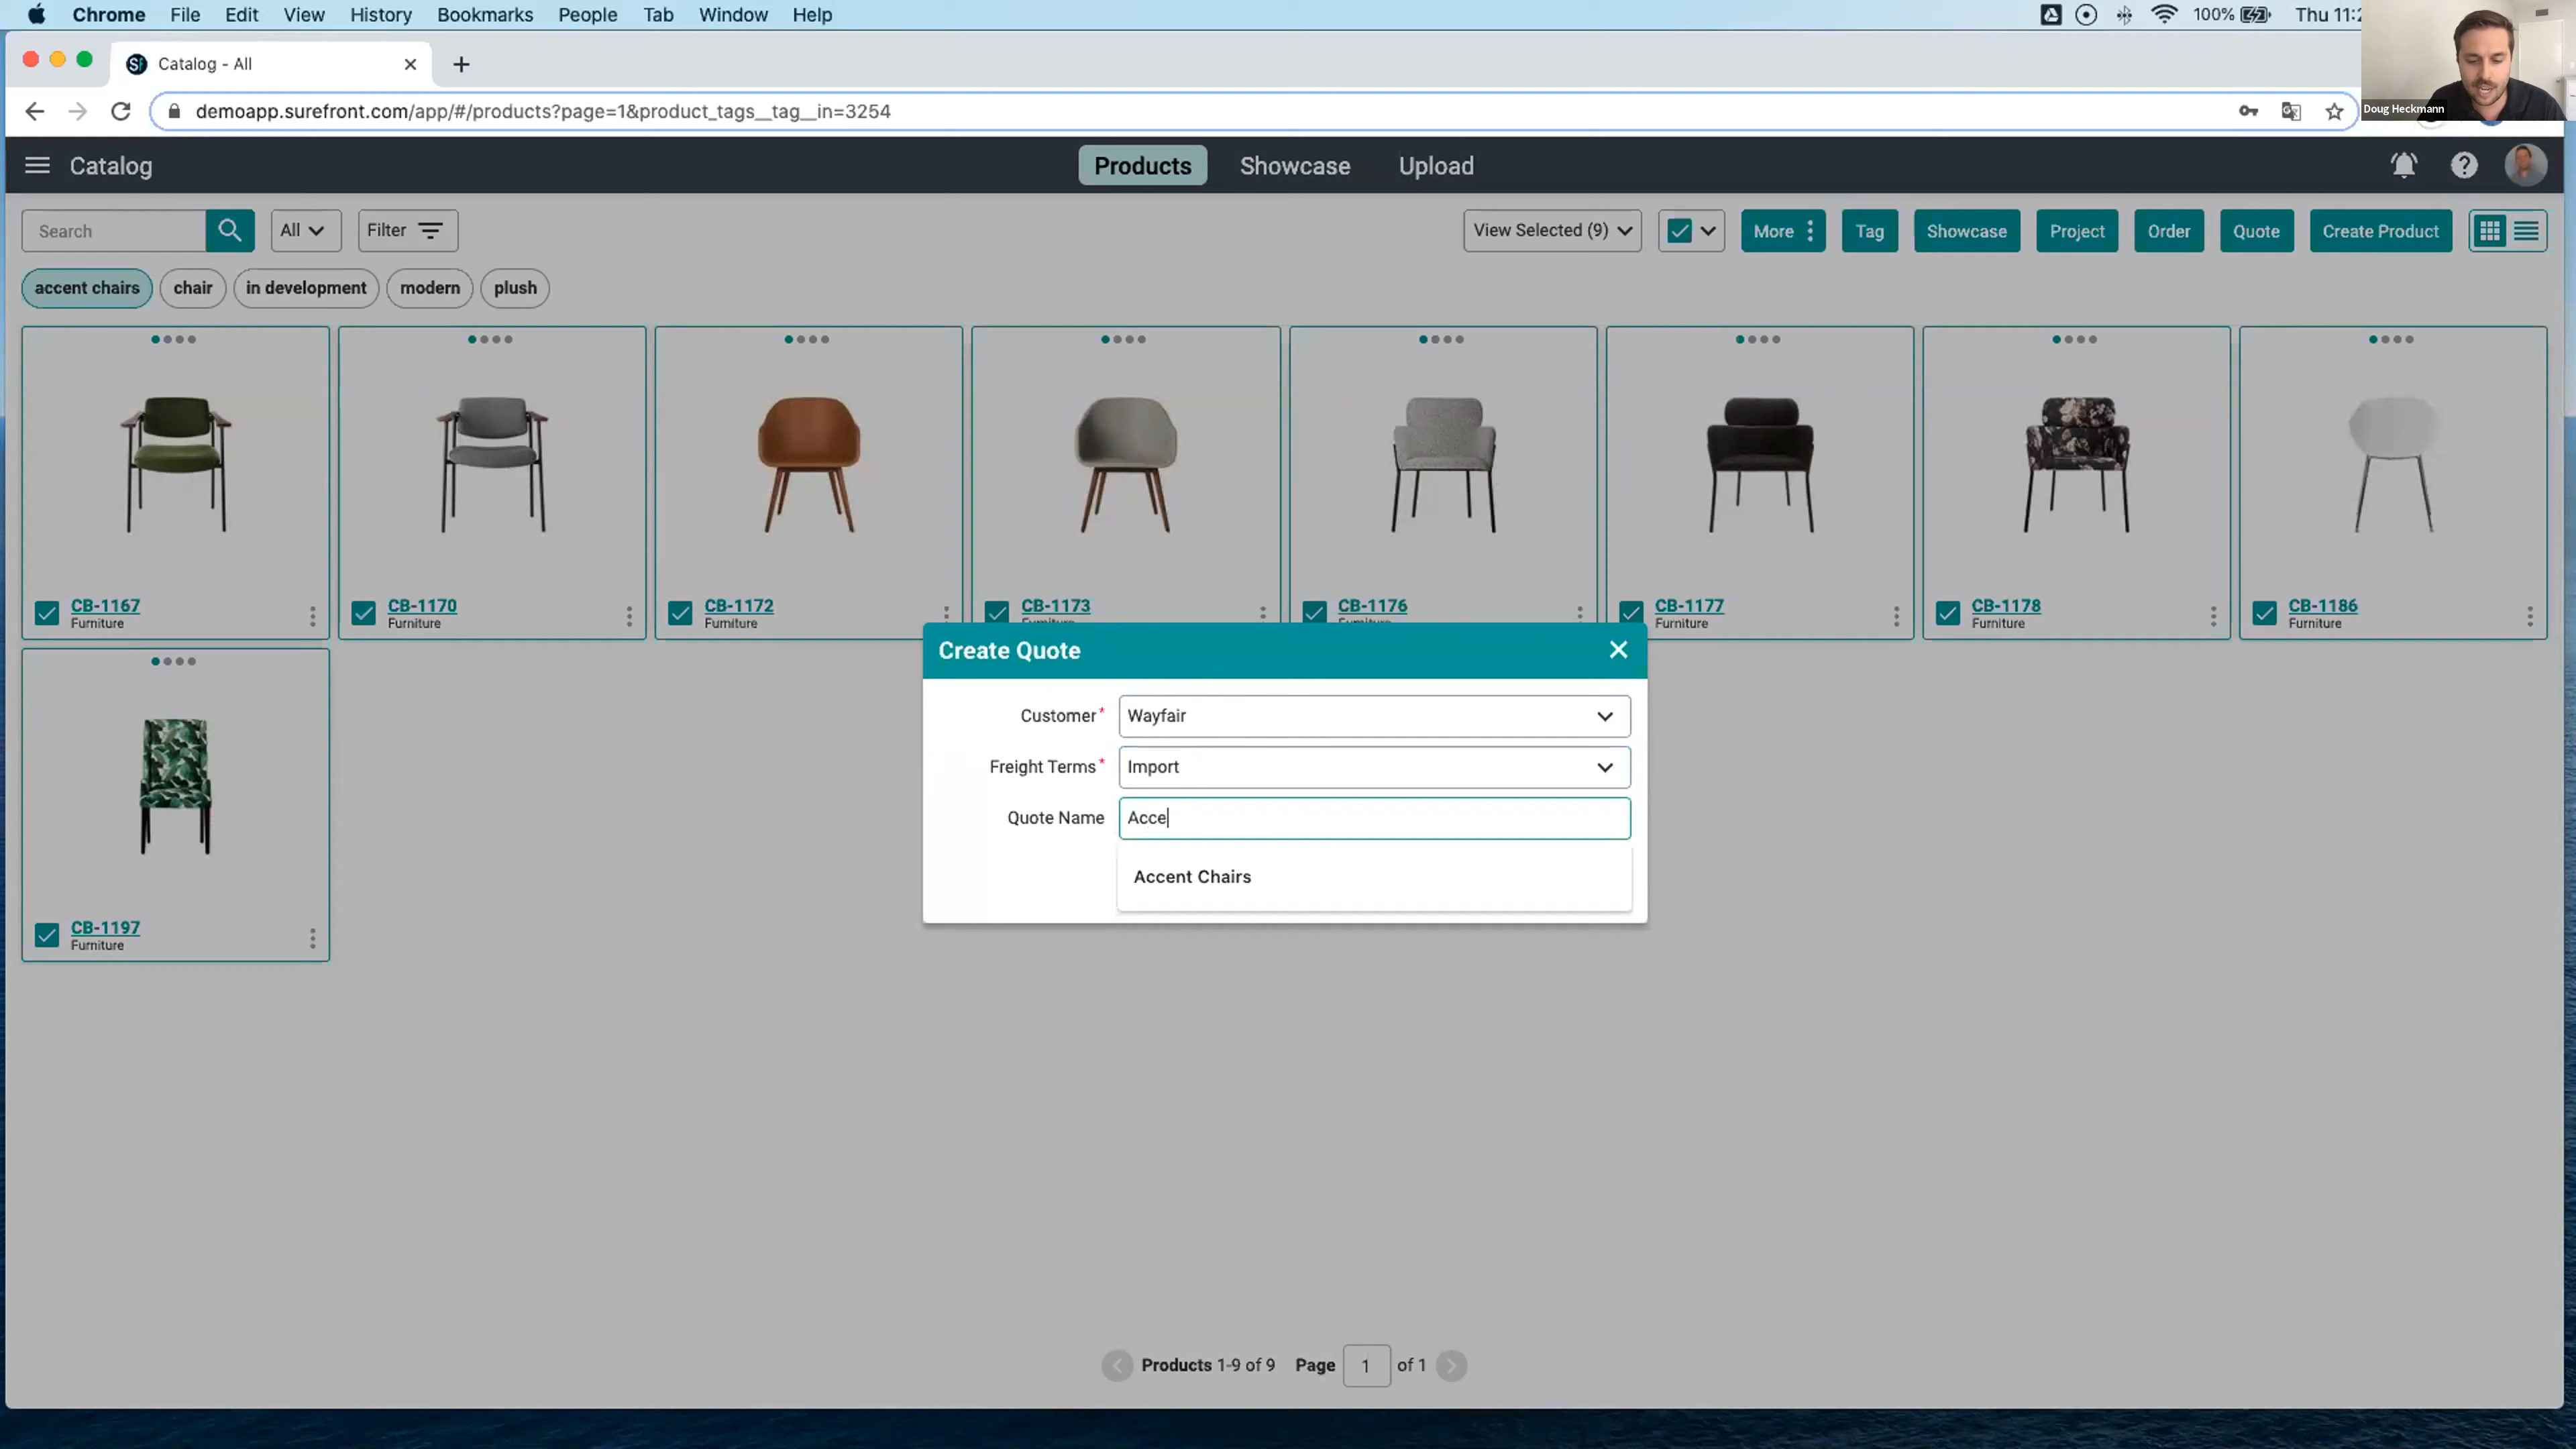 Chrome File Edit View History Bookmarks People Tab Window Help 100% Thu 11:2
Doug Heckmann
S Catalog - All
demoapp.surefront.com/app/#/products?page=1&product_tags__tag__in=3254
Catalog Products Showcase Upload
Search All Filter View Selected (9) More Tag Showcase Project Order Quote Create Product
accent chairs chair in development modern plush
CB-1167 CB-1170 CB-1172 CB-1173 CB-1176 CB-1177 CB-1178 CB-1186
Furniture Furniture Furniture Furniture Furniture Furniture Furniture Furniture
Create Quote
Customer* Wayfair
Freight Terms* Import
Quote Name Acce
Accent Chairs
CB-1197
Furniture
Products 1-9 of 9 Page 1 of 1